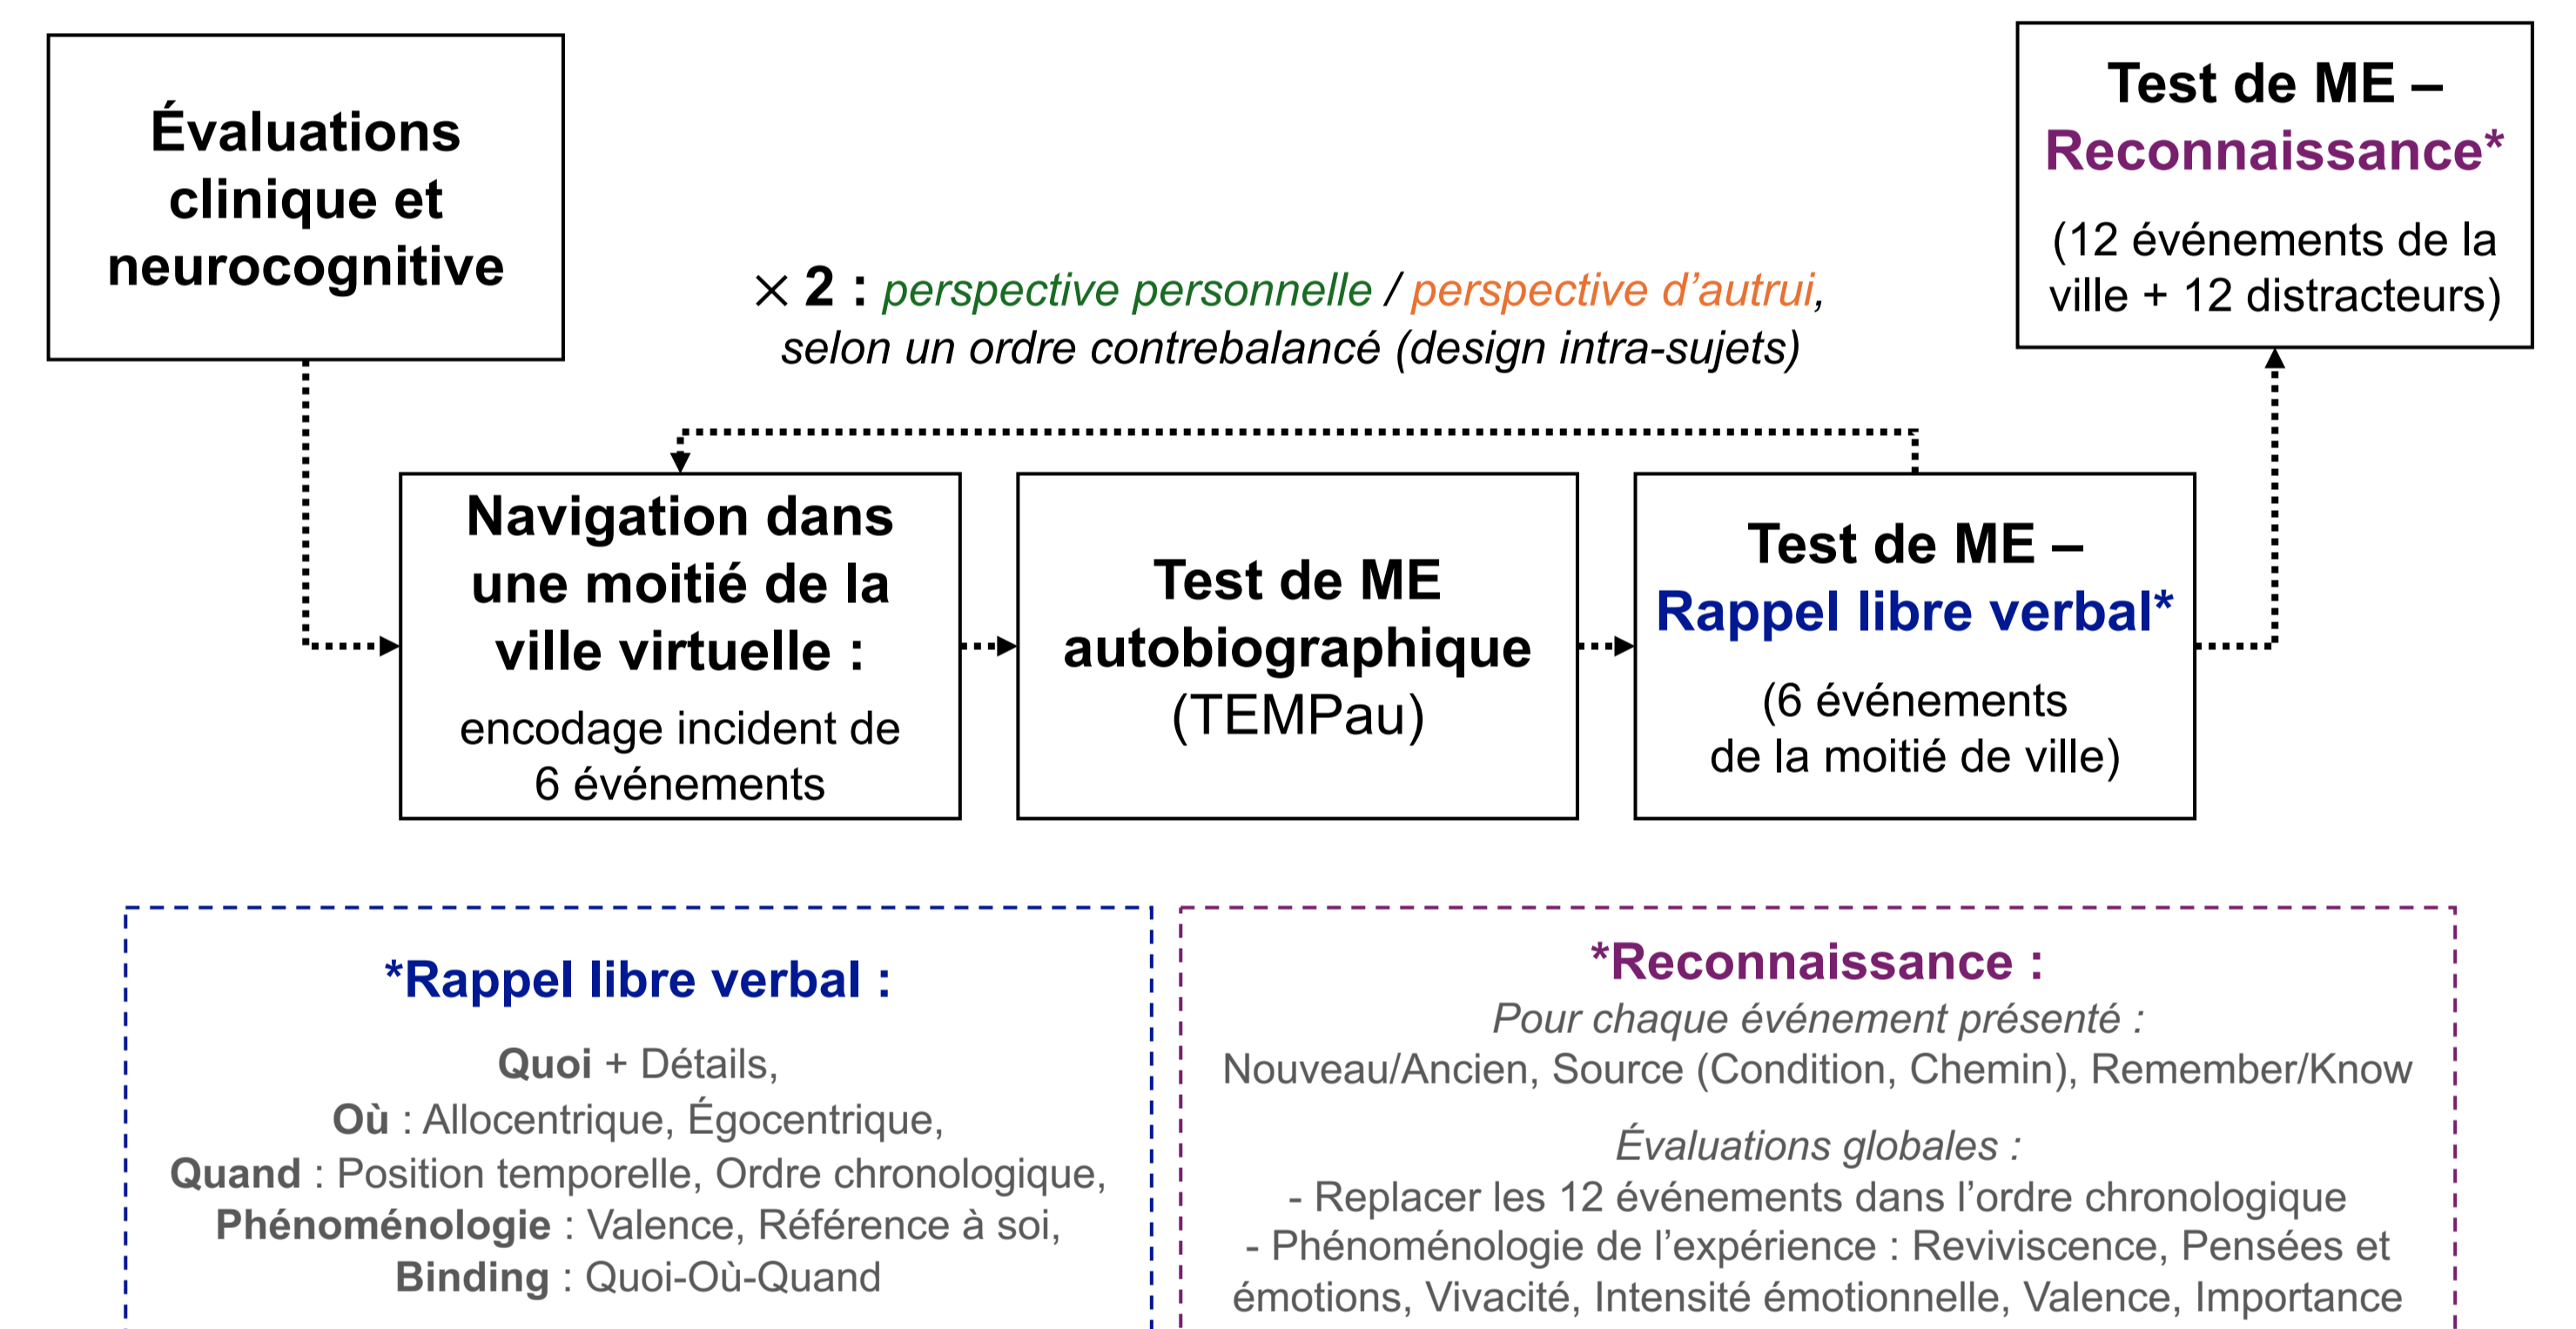 Évaluations
clinique et
neurocognitive
Test de ME –
Reconnaissance*
(12 événements de la
ville + 12 distracteurs)
× 2 : perspective personnelle / perspective d’autrui,
selon un ordre contrebalancé (design intra-sujets)
Navigation dans
une moitié de la
ville virtuelle :
encodage incident de
6 événements
Test de ME
autobiographique
(TEMPau)
Test de ME –
Rappel libre verbal*
(6 événements
de la moitié de ville)
*Rappel libre verbal :
Quoi + Détails,
Où : Allocentrique, Égocentrique,
Quand : Position temporelle, Ordre chronologique,
Phénoménologie : Valence, Référence à soi,
Binding : Quoi-Où-Quand
*Reconnaissance :
Pour chaque événement présenté :
Nouveau/Ancien, Source (Condition, Chemin), Remember/Know
Évaluations globales :
- Replacer les 12 événements dans l’ordre chronologique
- Phénoménologie de l’expérience : Reviviscence, Pensées et
émotions, Vivacité, Intensité émotionnelle, Valence, Importance